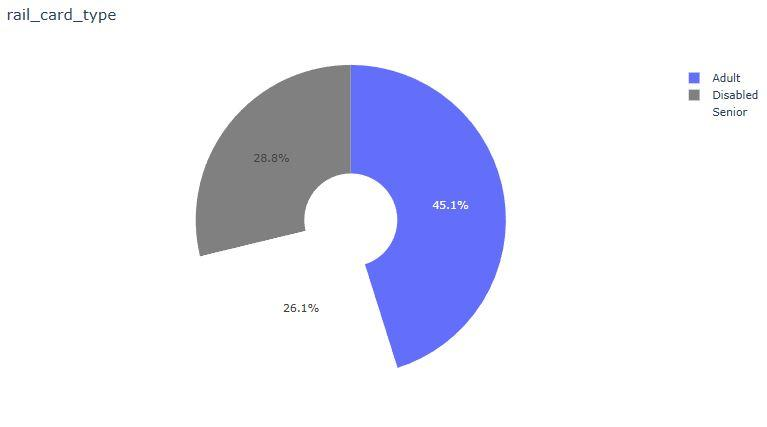 rail_card_type
Adult
Disabled
Senior
28.8%
45.1%
26.1%